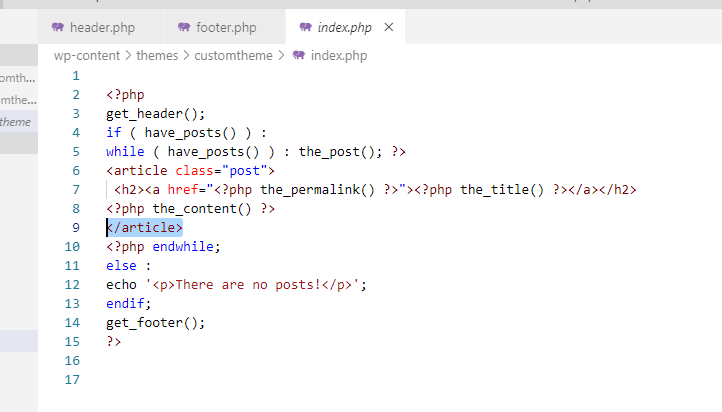 header.php footer.php index.php ×
wp-content > themes > customtheme > index.php
omth...
omthe...
theme
1
2 <?php
3 get_header();
4 if ( have_posts() ) :
5 while ( have_posts() ) : the_post(); ?>
6 <article class="post">
7 <h2><a href="<?php the_permalink() ?>"><?php the_title() ?></a></h2>
8 <?php the_content() ?>
9 </article>
10 <?php endwhile;
11 else :
12 echo '<p>There are no posts!</p>';
13 endif;
14 get_footer();
15 ?>
16
17